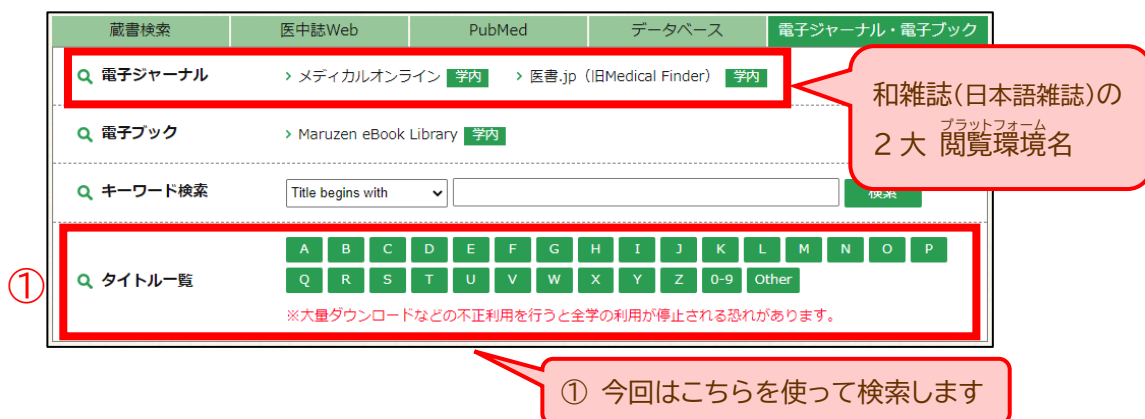 蔵書検索 医中誌Web PubMed データベース 電子ジャーナル・電子ブック
電子ジャーナル › メディカルオンライン 学内 › 医書.jp（旧Medical Finder） 学内
和雑誌(日本語雑誌)の
プラットフォーム
２大 閲覧環境名
電子ブック › Maruzen eBook Library 学内
キーワード検索 Title begins with 検索
A B C D E F G H I J K L M N O P
① タイトル一覧 Q R S T U V W X Y Z 0-9 Other
※大量ダウンロードなどの不正利用を行うと全学の利用が停止される恐れがあります。
① 今回はこちらを使って検索します